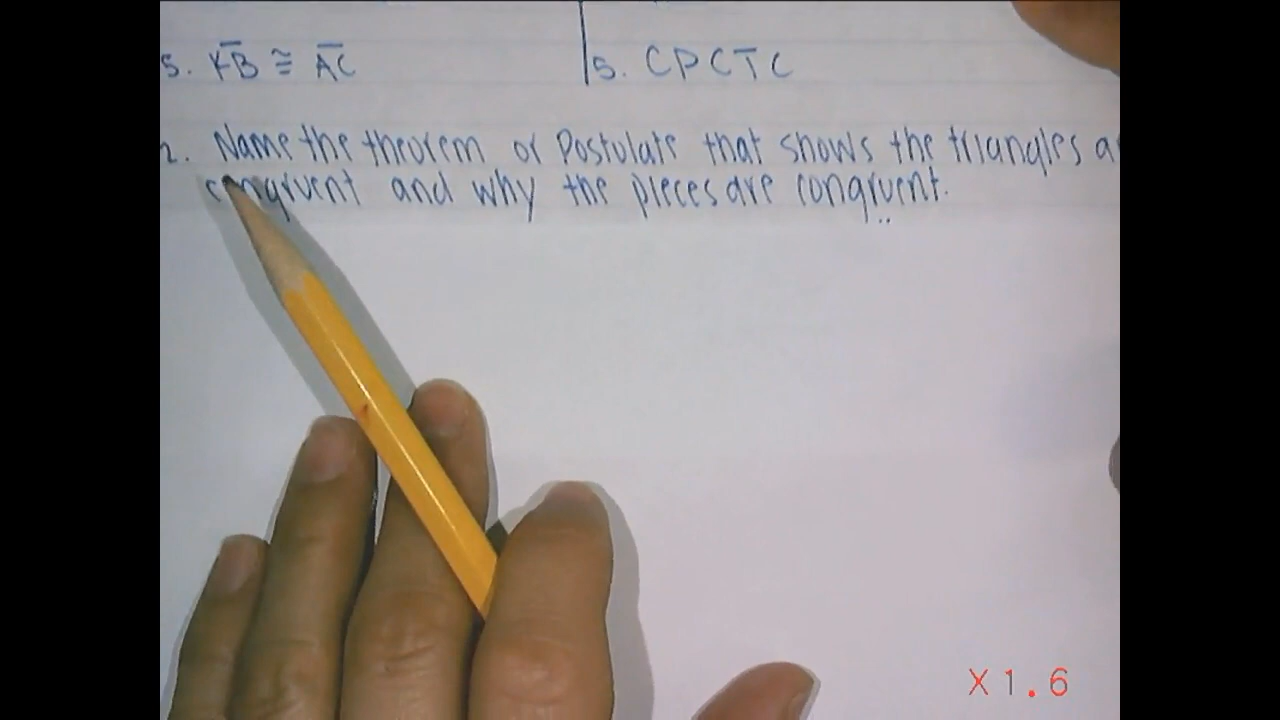 5. KB ≅ AC 5. CPCTC
2. Name the theorem or Postulate that shows the triangles
congruent and why the pieces are congruent.
X1.6